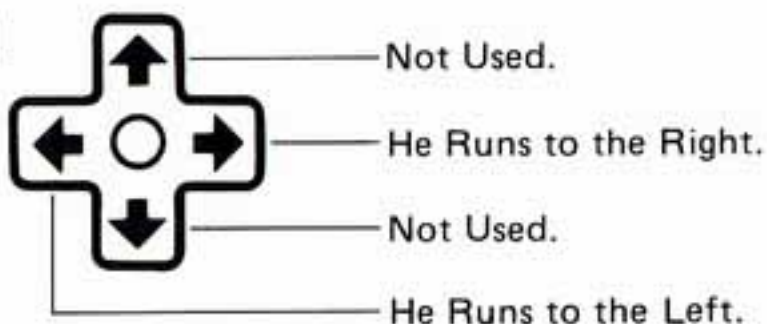 Not Used.
He Runs to the Right.
Not Used.
He Runs to the Left.